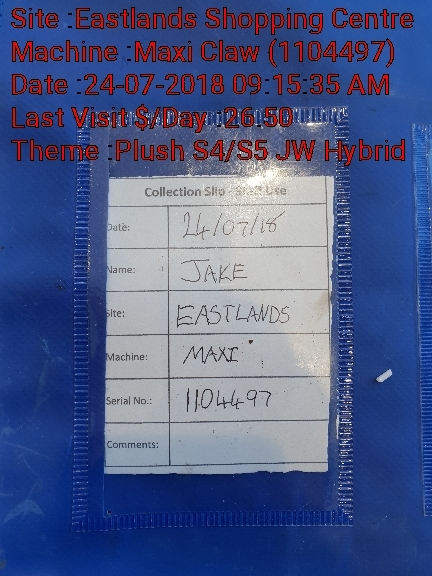 Site :Eastlands Shopping Centre
Machine :Maxi Claw (1104497)
Date :24-07-2018 09:15:35 AM
Last Visit $/Day :26.50
Theme :Plush S4/S5 JW Hybrid
Collection Slip - Staff Use
Date: 24/07/18
Name: JAKE
Site: EASTLANDS
Machine: MAXI
Serial No.: 1104497
Comments: